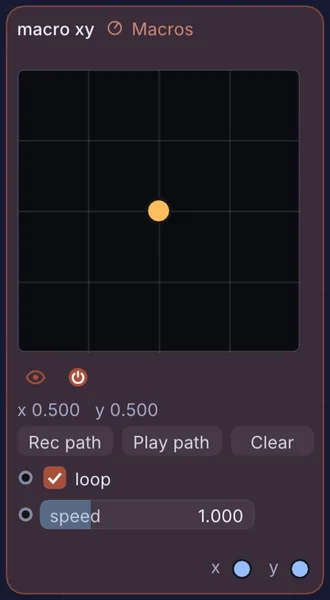 macro xy Macros
x 0.500 y 0.500
Rec path Play path Clear
loop
speed 1.000
x y